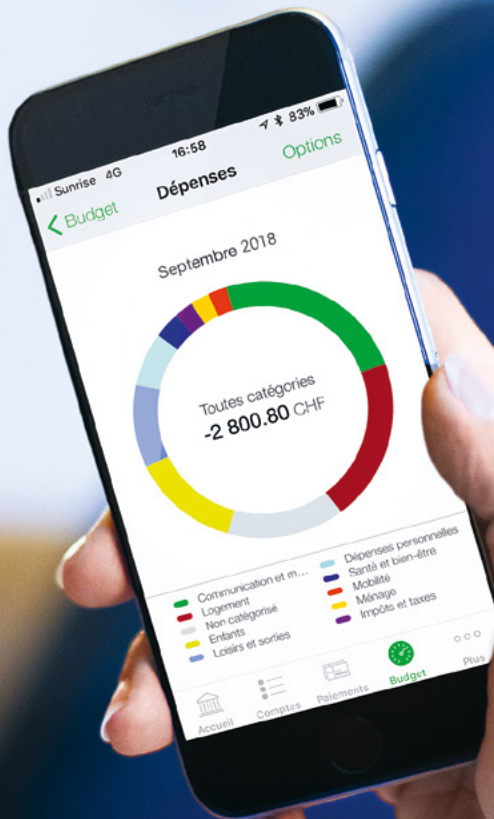 Sunrise 4G 16:58 83%
Budget Dépenses Options
Septembre 2018
Toutes catégories
-2 800.80 CHF
Communication et m...
Logement
Non catégorisé
Enfants
Loisirs et sorties
Dépenses personnelles
Santé et bien-être
Mobilité
Ménage
Impôts et taxes
Accueil Comptes Paiements Budget Plus